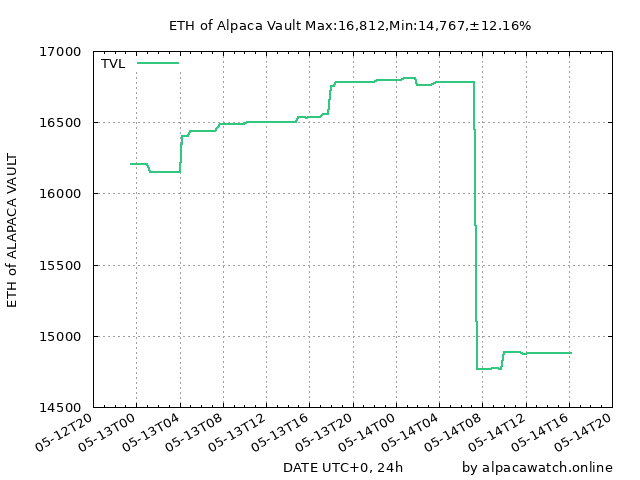 ETH of Alpaca Vault Max:16,812,Min:14,767,±12.16%
17000
TVL
16500
16000
15500
15000
14500
ETH of ALAPACA VAULT
05-12T20
05-13T00
05-13T04
05-13T08
05-13T12
05-13T16
05-13T20
05-14T00
05-14T04
05-14T08
05-14T12
05-14T16
05-14T20
DATE UTC+0, 24h
by alpacawatch.online